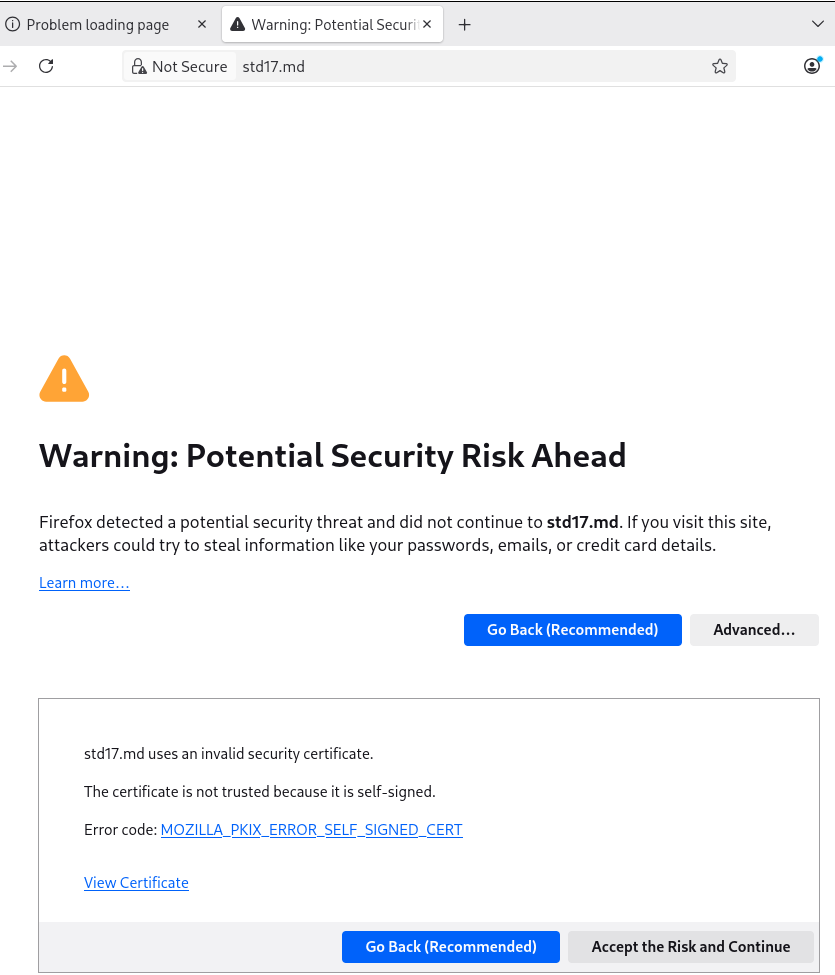 Problem loading page
Warning: Potential Securi
Not Secure std17.md
Warning: Potential Security Risk Ahead
Firefox detected a potential security threat and did not continue to std17.md. If you visit this site,
attackers could try to steal information like your passwords, emails, or credit card details.
Learn more...
Go Back (Recommended)
Advanced...
std17.md uses an invalid security certificate.
The certificate is not trusted because it is self-signed.
Error code: MOZILLA_PKIX_ERROR_SELF_SIGNED_CERT
View Certificate
Go Back (Recommended)
Accept the Risk and Continue